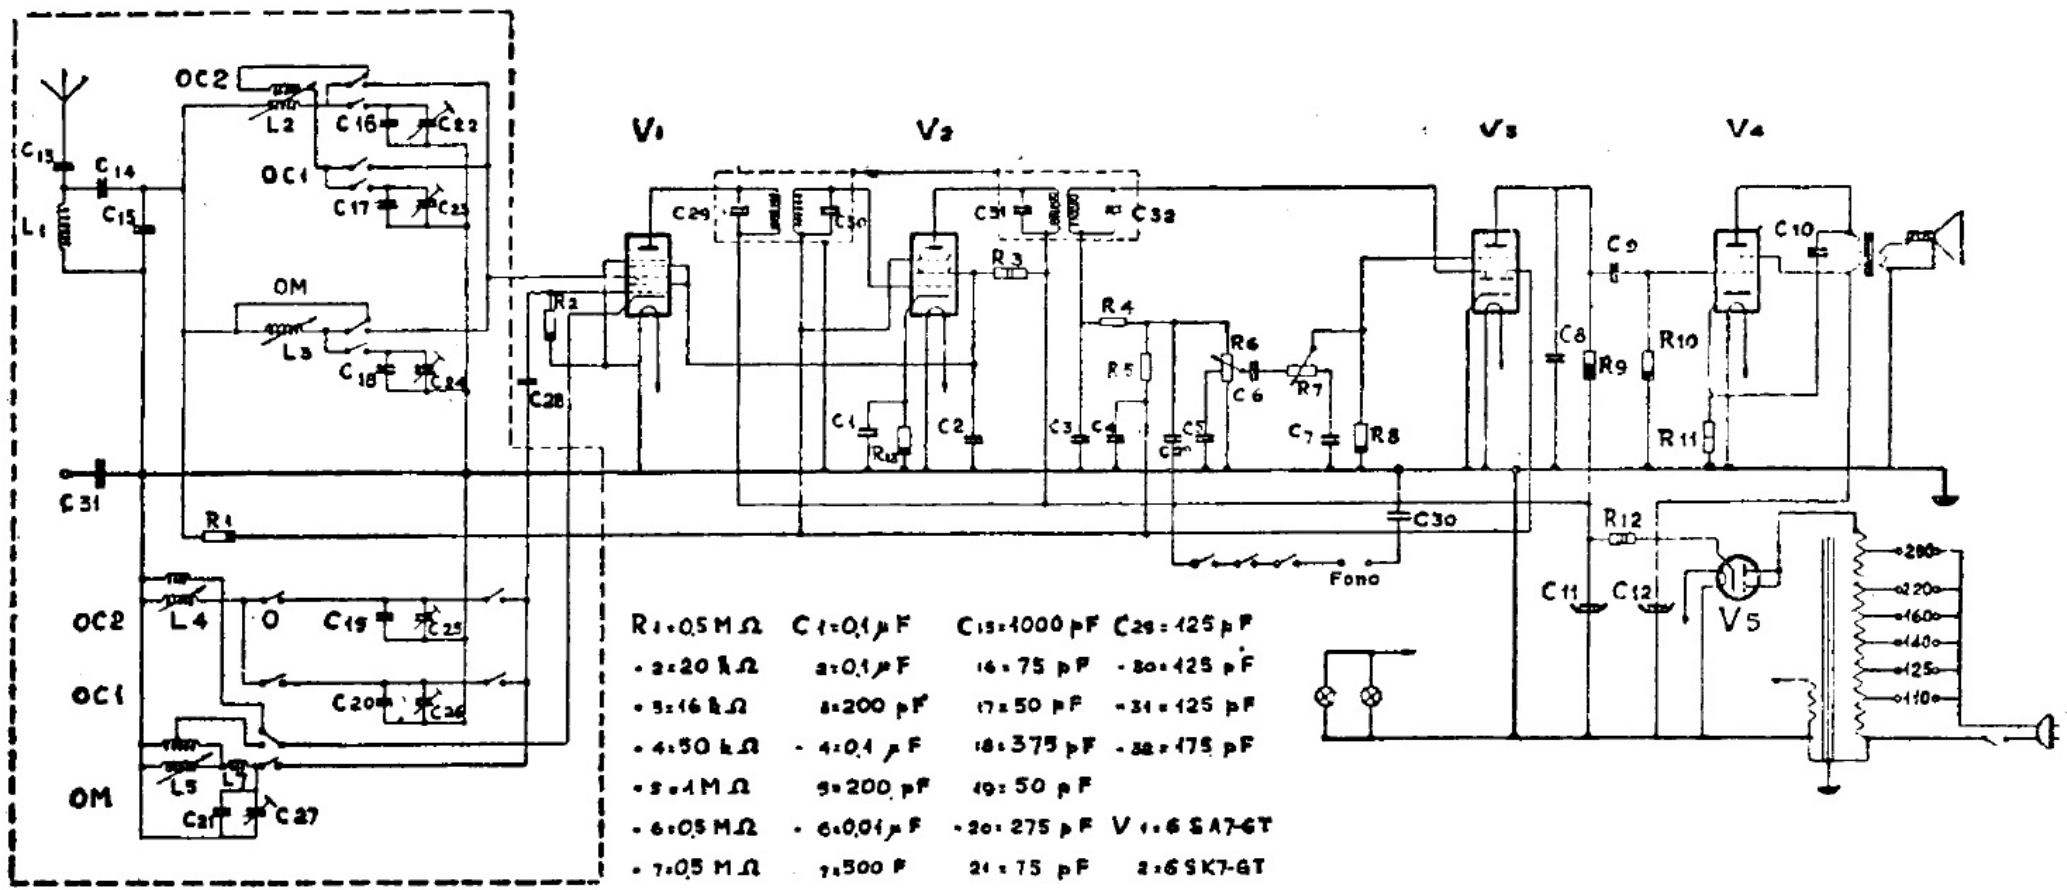 OC2
L2
C16
C22
V1
V2
V3
V4
C13
C14
OC1
C15
C17
C23
L1
C29
C30
C31
C32
C10
C9
OM
R2
R3
R4
R6
R10
L3
C18
C24
C28
R5
C6
R7
C8
R9
C1
C2
C3
C4
C5
C7
R8
R11
C31
C30
R1
R12
280
Fono
C11
C12
220
V5
160
140
125
110
OC2
L4
O
C19
C25
OC1
C20
C26
L5
OM
C21
C27
R1=0,5 MΩ C1=0,1 µF C15=1000 pF C29=125 pF
- 2=20 kΩ 2=0,1 µF 16=75 pF - 30=125 pF
- 3=16 kΩ 3=200 pF 17=50 pF - 31=125 pF
- 4=50 kΩ - 4=0,1 µF 18=375 pF - 32=175 pF
- 5=1 MΩ 5=200 pF 19=50 pF
- 6=0,5 MΩ - 6=0,01 µF - 20=275 pF V 1=6SA7-GT
- 7=0,5 MΩ 7=500 F 21=75 pF 2=6SK7-GT